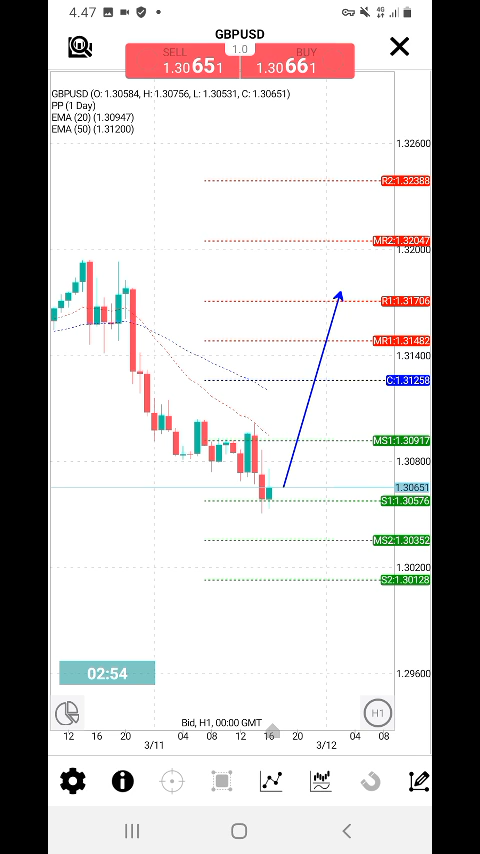 4.47
4G
GBPUSD
SELL 1.0 BUY
1.30651 1.30661
GBPUSD (O: 1.30584, H: 1.30756, L: 1.30531, C: 1.30651)
PP (1 Day)
EMA (20) (1.30947)
EMA (50) (1.31200)
1.32600
R2:1.32388
MR2:1.32047
1.32000
R1:1.31706
MR1:1.31482
1.31400
C:1.31258
MS1:1.30917
1.30800
1.30651
S1:1.30576
MS2:1.30352
1.30200
S2:1.30128
1.29600
02:54
H1
Bid, H1, 00:00 GMT
12 16 20 04 08 12 16 20 04 08
3/11 3/12